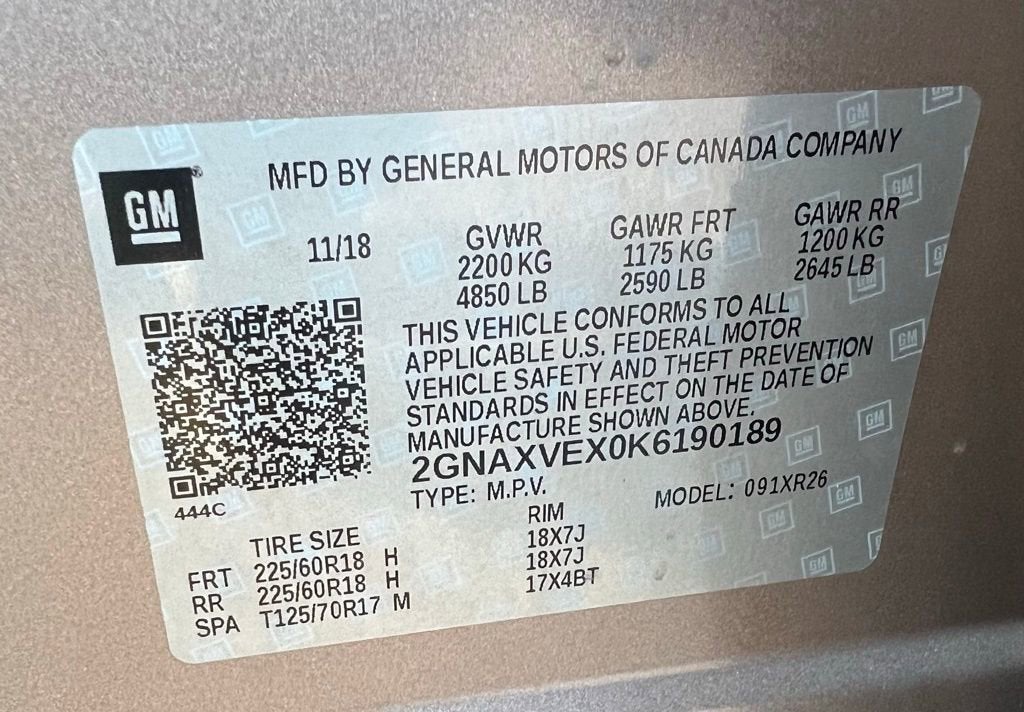 GM
MFD BY GENERAL MOTORS OF CANADA COMPANY
11/18
GVWR
2200 KG
4850 LB
GAWR FRT
1175 KG
2590 LB
GAWR RR
1200 KG
2645 LB
THIS VEHICLE CONFORMS TO ALL
APPLICABLE U.S. FEDERAL MOTOR
VEHICLE SAFETY AND THEFT PREVENTION
STANDARDS IN EFFECT ON THE DATE OF
MANUFACTURE SHOWN ABOVE.
2GNAXVEX0K6190189
TYPE: M.P.V. MODEL: 091XR26
444C
TIRE SIZE RIM
FRT 225/60R18 H 18X7J
RR 225/60R18 H 18X7J
SPA T125/70R17 M 17X4BT